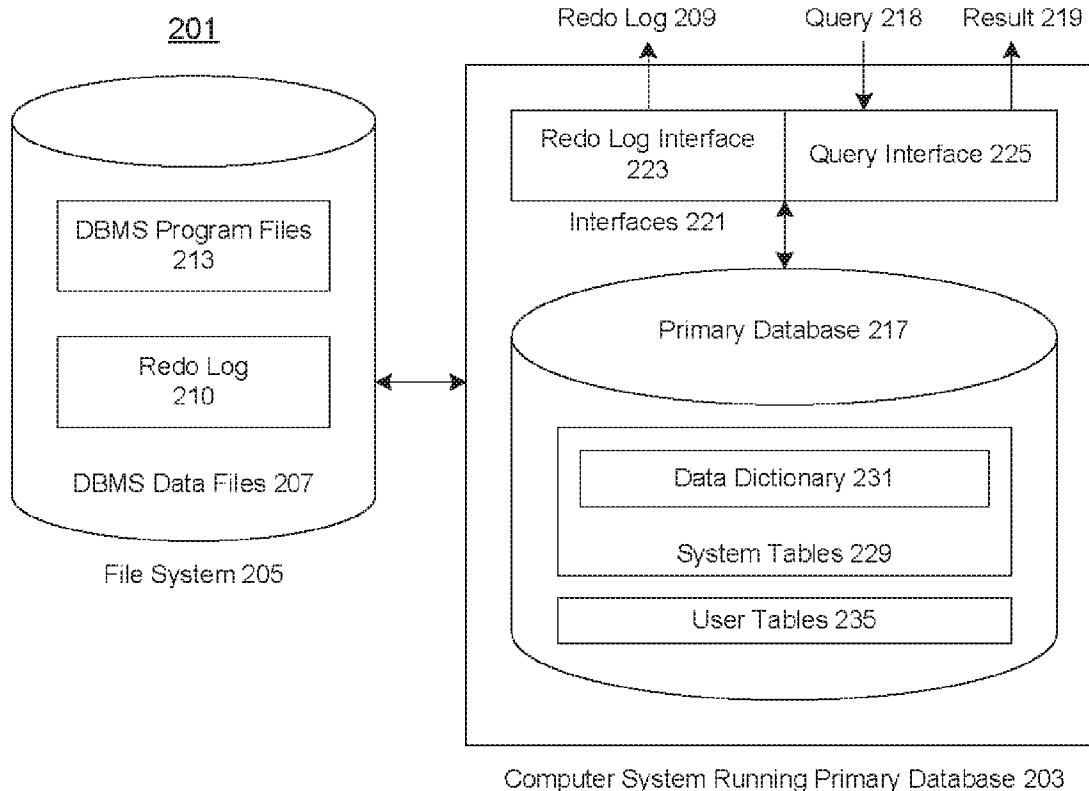 201
Redo Log 209
Query 218
Result 219
Redo Log Interface
223
Query Interface 225
Interfaces 221
DBMS Program Files
213
Redo Log
210
DBMS Data Files 207
File System 205
Primary Database 217
Data Dictionary 231
System Tables 229
User Tables 235
Computer System Running Primary Database 203